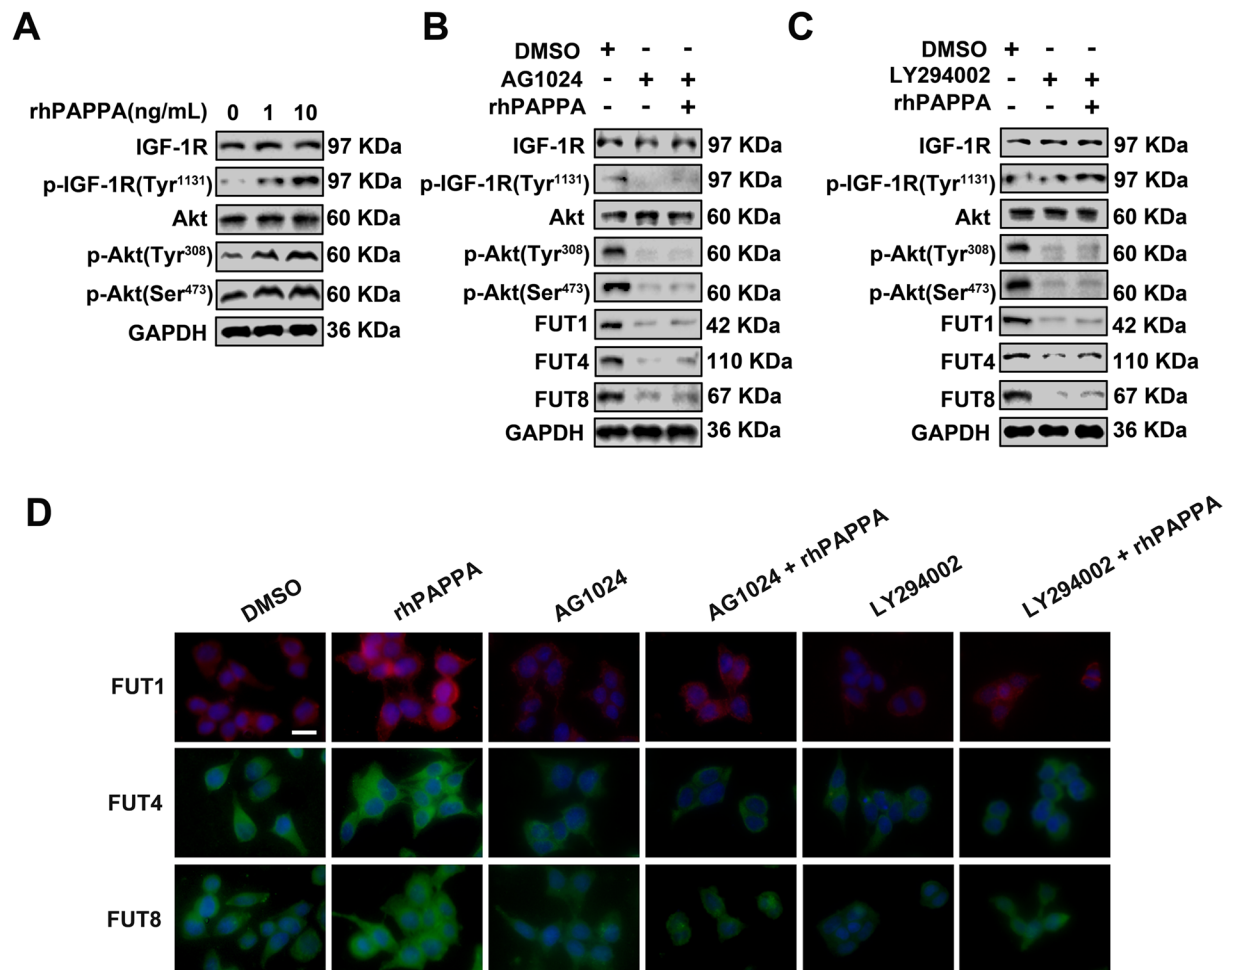 A
rhPAPPA(ng/mL) 0 1 10
IGF-1R 97 KDa
p-IGF-1R(Tyr¹¹³¹) 97 KDa
Akt 60 KDa
p-Akt(Tyr³⁰⁸) 60 KDa
p-Akt(Ser⁴⁷³) 60 KDa
GAPDH 36 KDa
B
DMSO + - -
AG1024 - + +
rhPAPPA - - +
IGF-1R 97 KDa
p-IGF-1R(Tyr¹¹³¹) 97 KDa
Akt 60 KDa
p-Akt(Tyr³⁰⁸) 60 KDa
p-Akt(Ser⁴⁷³) 60 KDa
FUT1 42 KDa
FUT4 110 KDa
FUT8 67 KDa
GAPDH 36 KDa
C
DMSO + - -
LY294002 - + +
rhPAPPA - - +
IGF-1R 97 KDa
p-IGF-1R(Tyr¹¹³¹) 97 KDa
Akt 60 KDa
p-Akt(Tyr³⁰⁸) 60 KDa
p-Akt(Ser⁴⁷³) 60 KDa
FUT1 42 KDa
FUT4 110 KDa
FUT8 67 KDa
GAPDH 36 KDa
D
DMSO rhPAPPA AG1024 AG1024 + rhPAPPA LY294002 LY294002 + rhPAPPA
FUT1
FUT4
FUT8